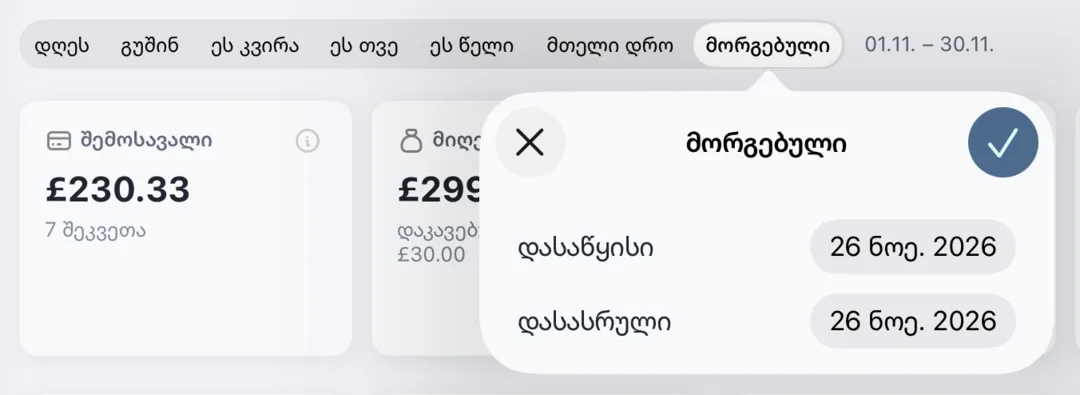 დღეს გუშინ ეს კვირა ეს თვე ეს წელი მთელი დრო მორგებული 01.11. – 30.11.
შემოსავალი
£230.33
7 შეკვეთა
£299
£30.00
მორგებული
დასაწყისი 26 ნოე. 2026
დასასრული 26 ნოე. 2026